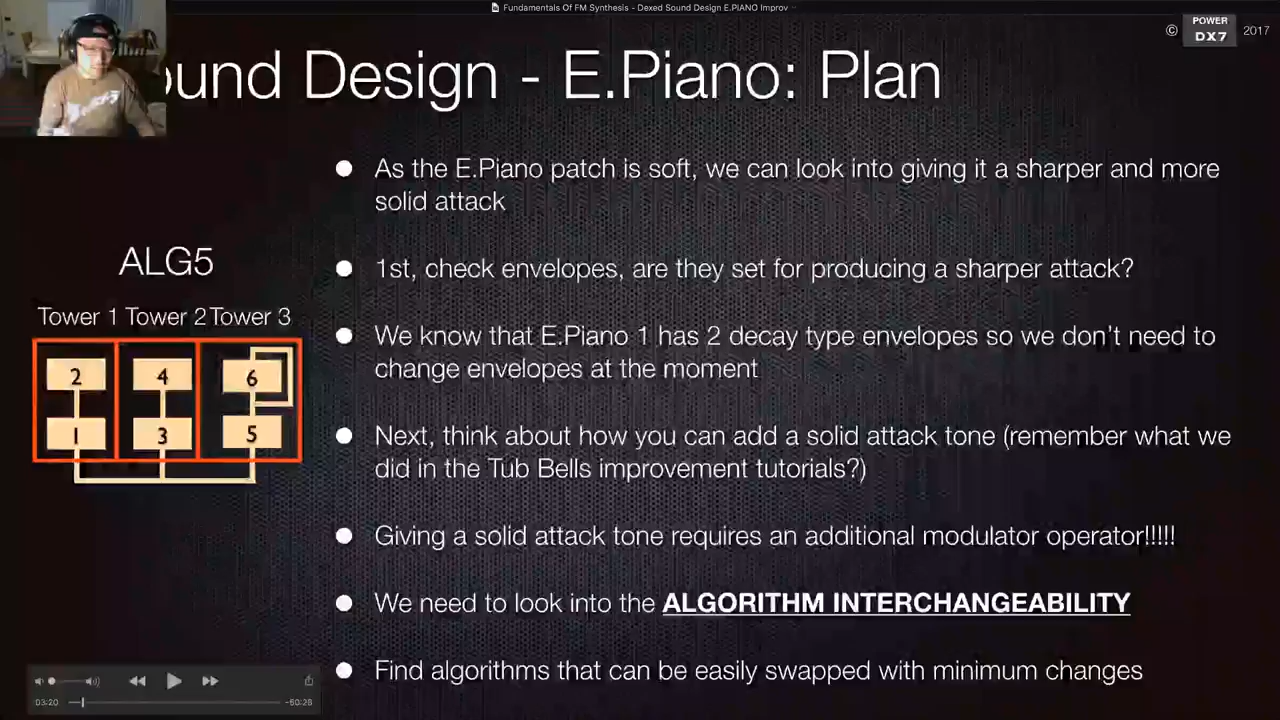 Fundamentals Of FM Synthesis - Dexed Sound Design E.PIANO Improv
© POWER DX7 2017
ound Design - E.Piano: Plan
As the E.Piano patch is soft, we can look into giving it a sharper and more
solid attack
ALG5
1st, check envelopes, are they set for producing a sharper attack?
Tower 1 Tower 2 Tower 3
We know that E.Piano 1 has 2 decay type envelopes so we don't need to
change envelopes at the moment
2 4 6
1 3 5
Next, think about how you can add a solid attack tone (remember what we
did in the Tub Bells improvement tutorials?)
Giving a solid attack tone requires an additional modulator operator!!!!!
We need to look into the ALGORITHM INTERCHANGEABILITY
Find algorithms that can be easily swapped with minimum changes
03:20 -50:28